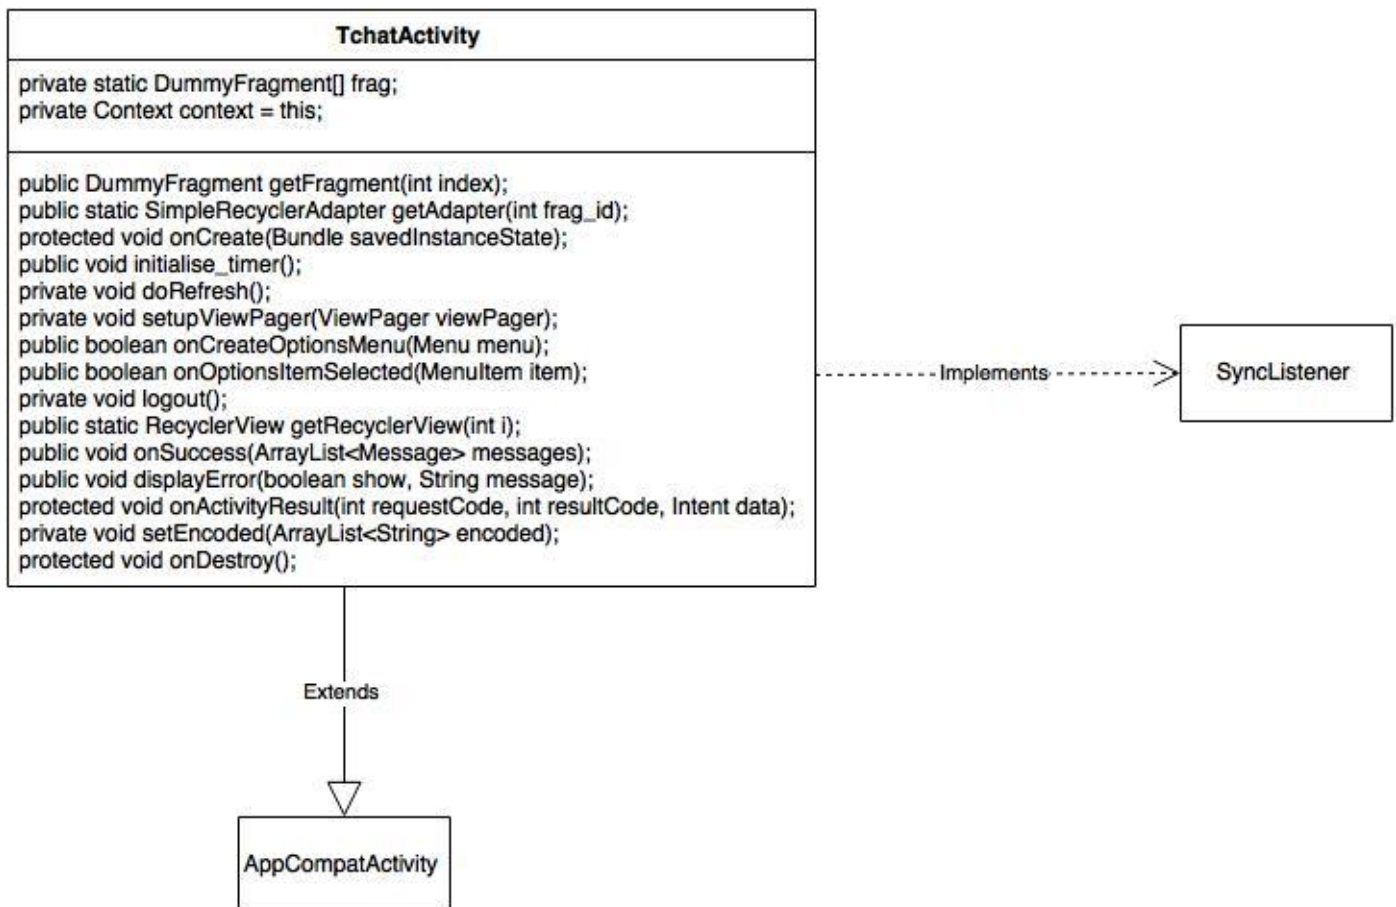 TchatActivity
private static DummyFragment[] frag;
private Context context = this;
public DummyFragment getFragment(int index);
public static SimpleRecyclerAdapter getAdapter(int frag_id);
protected void onCreate(Bundle savedInstanceState);
public void initialise_timer();
private void doRefresh();
private void setupViewPager(ViewPager viewPager);
public boolean onCreateOptionsMenu(Menu menu);
public boolean onOptionsItemSelected(MenuItem item);
private void logout();
public static RecyclerView getRecyclerView(int i);
public void onSuccess(ArrayList<Message> messages);
public void displayError(boolean show, String message);
protected void onActivityResult(int requestCode, int resultCode, Intent data);
private void setEncoded(ArrayList<String> encoded);
protected void onDestroy();
Implements
SyncListener
Extends
AppCompatActivity